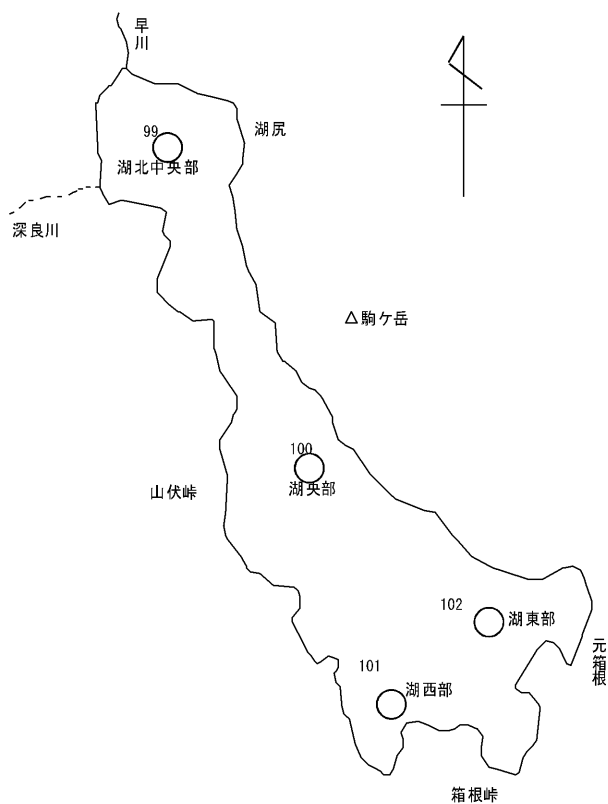 早川
99
湖尻
湖北中央部
深良川
△駒ケ岳
100
湖央部
山伏峠
102
湖東部
元箱根
101
湖西部
箱根峠